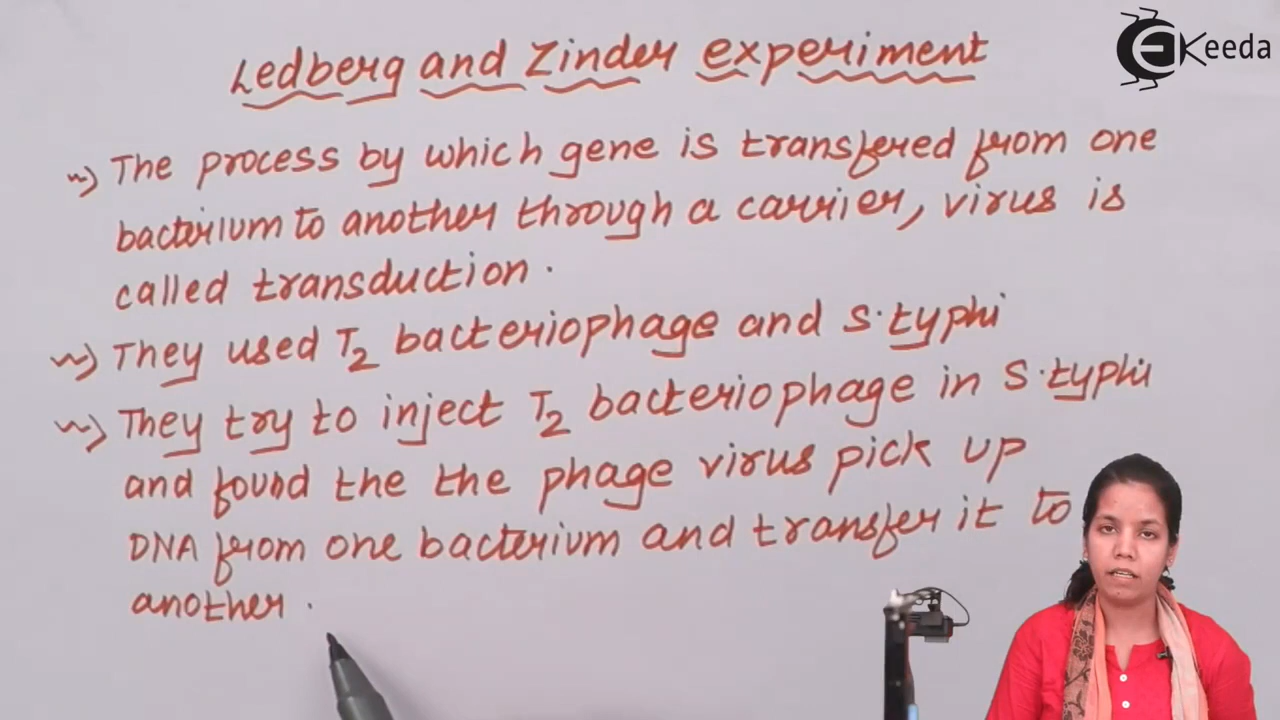 Ledberg and Zinder experiment
Ekeeda
The process by which gene is transfered from one
bacterium to another through a carrier, virus is
called transduction.
They used T2 bacteriophage and S.typhi
They try to inject T2 bacteriophage in S.typhi
and found the the phage virus pick up
DNA from one bacterium and transfer it to
another.